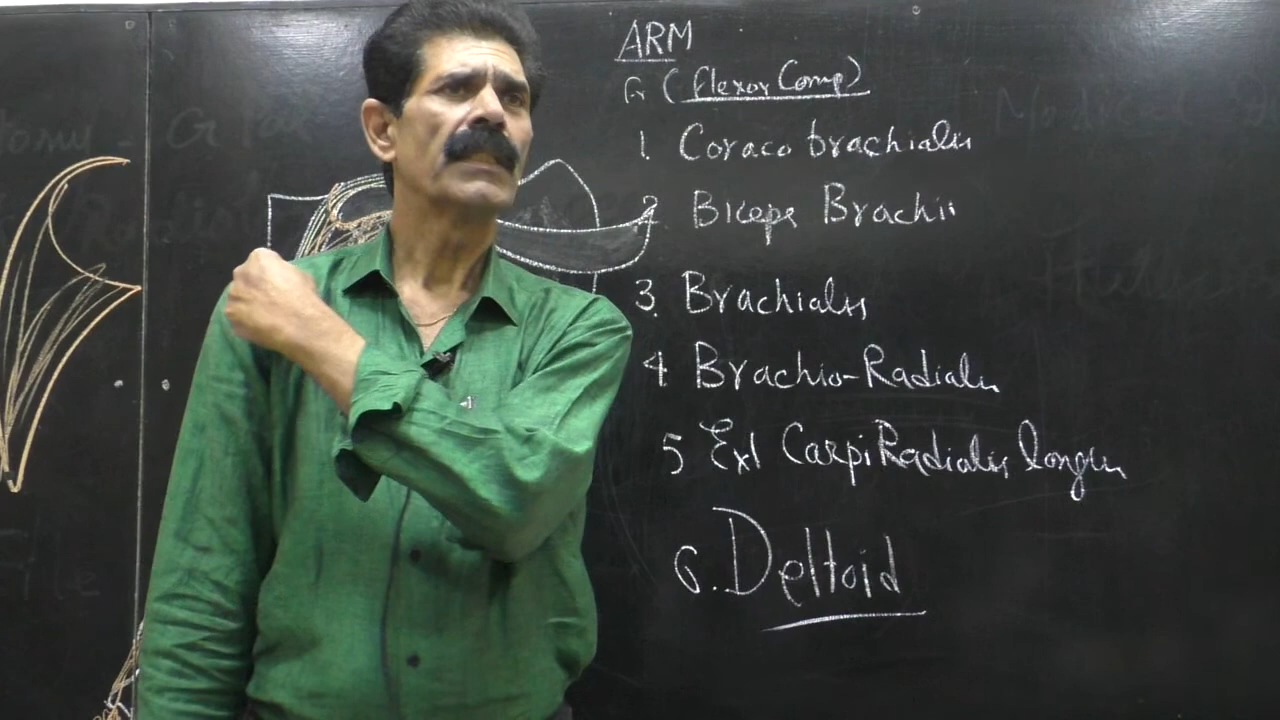 ARM
(Flexor Comp)
1. Coraco brachialis
2 Biceps Brachii
3. Brachialis
4. Brachio-Radialis
5 Ext Carpi Radialis longus
6. Deltoid